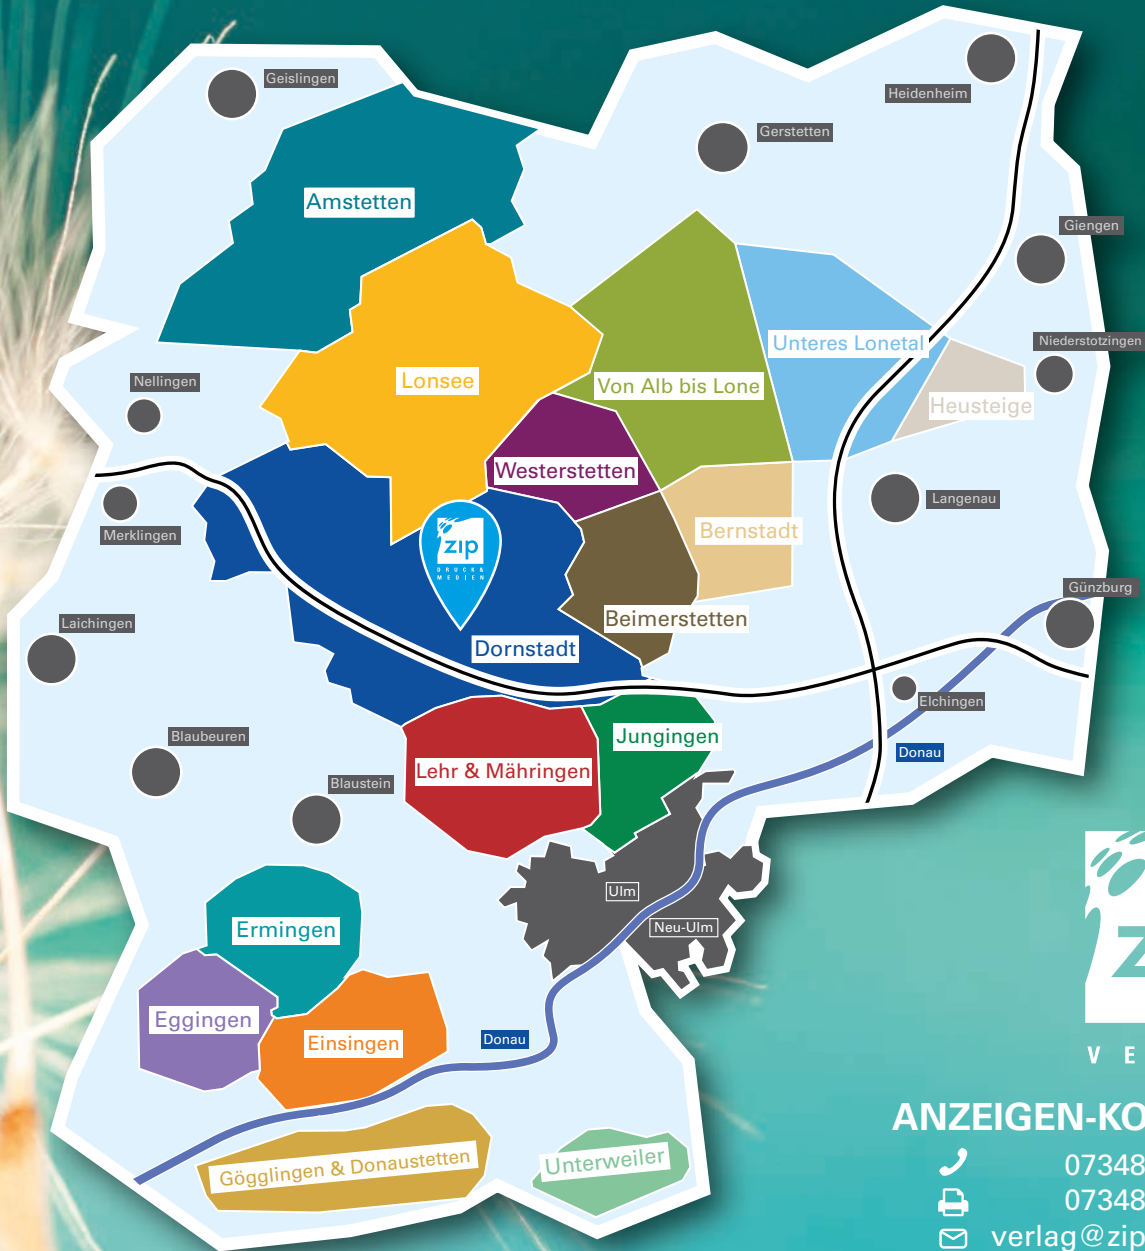 Geislingen
Heidenheim
Gerstetten
Amstetten
Giengen
Unteres Lonetal
Niederstotzingen
Nellingen
Lonsee
Von Alb bis Lone
Heusteige
Westerstetten
Langenau
Merklingen
Bernstadt
zip
DRUCK &
MEDIEN
Günzburg
Laichingen
Beimerstetten
Dornstadt
Elchingen
Blaubeuren
Jungingen
Donau
Lehr & Mähringen
Blaustein
Ulm
Neu-Ulm
Ermingen
Z
Eggingen
Einsingen
Donau
V E
ANZEIGEN-KO
Gögglingen & Donaustetten
Unterweiler
07348
07348
verlag@zip